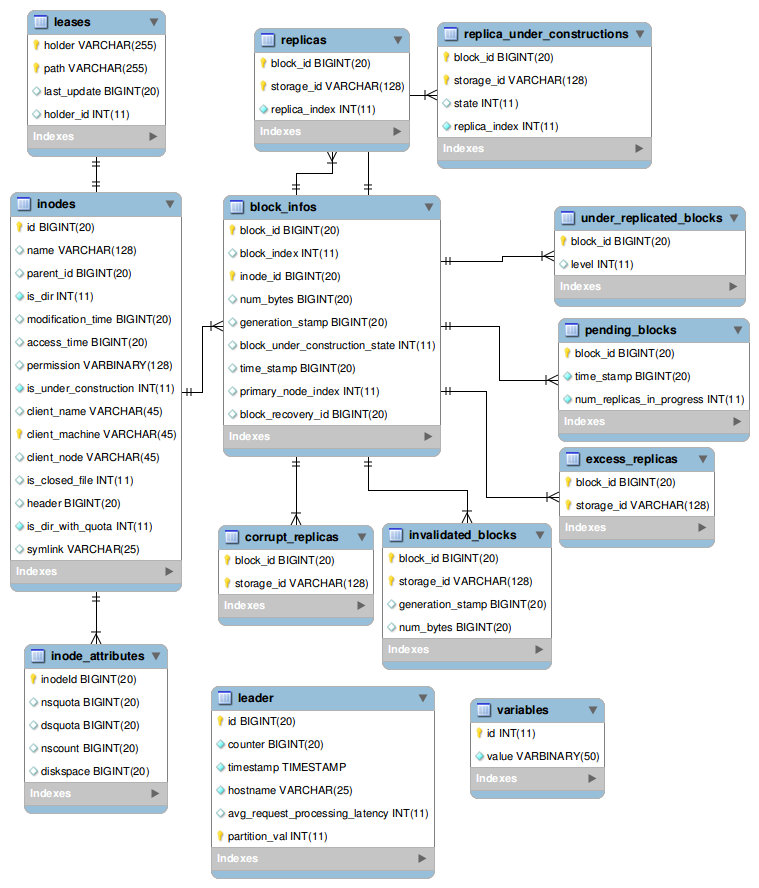 leases
holder VARCHAR(255)
path VARCHAR(255)
last_update BIGINT(20)
holder_id INT(11)
Indexes
replicas
block_id BIGINT(20)
storage_id VARCHAR(128)
replica_index INT(11)
Indexes
replica_under_constructions
block_id BIGINT(20)
storage_id VARCHAR(128)
state INT(11)
replica_index INT(11)
Indexes
inodes
id BIGINT(20)
name VARCHAR(128)
parent_id BIGINT(20)
is_dir INT(11)
modification_time BIGINT(20)
access_time BIGINT(20)
permission VARBINARY(128)
is_under_construction INT(11)
client_name VARCHAR(45)
client_machine VARCHAR(45)
client_node VARCHAR(45)
is_closed_file INT(11)
header BIGINT(20)
is_dir_with_quota INT(11)
symlink VARCHAR(25)
Indexes
block_infos
block_id BIGINT(20)
block_index INT(11)
inode_id BIGINT(20)
num_bytes BIGINT(20)
generation_stamp BIGINT(20)
block_under_construction_state INT(11)
time_stamp BIGINT(20)
primary_node_index INT(11)
block_recovery_id BIGINT(20)
Indexes
under_replicated_blocks
block_id BIGINT(20)
level INT(11)
Indexes
pending_blocks
block_id BIGINT(20)
time_stamp BIGINT(20)
num_replicas_in_progress INT(11)
Indexes
excess_replicas
block_id BIGINT(20)
storage_id VARCHAR(128)
Indexes
corrupt_replicas
block_id BIGINT(20)
storage_id VARCHAR(128)
Indexes
invalidated_blocks
block_id BIGINT(20)
storage_id VARCHAR(128)
generation_stamp BIGINT(20)
num_bytes BIGINT(20)
Indexes
inode_attributes
inodeId BIGINT(20)
nsquota BIGINT(20)
dsquota BIGINT(20)
nscount BIGINT(20)
diskspace BIGINT(20)
Indexes
leader
id BIGINT(20)
counter BIGINT(20)
timestamp TIMESTAMP
hostname VARCHAR(25)
avg_request_processing_latency INT(11)
partition_val INT(11)
Indexes
variables
id INT(11)
value VARBINARY(50)
Indexes